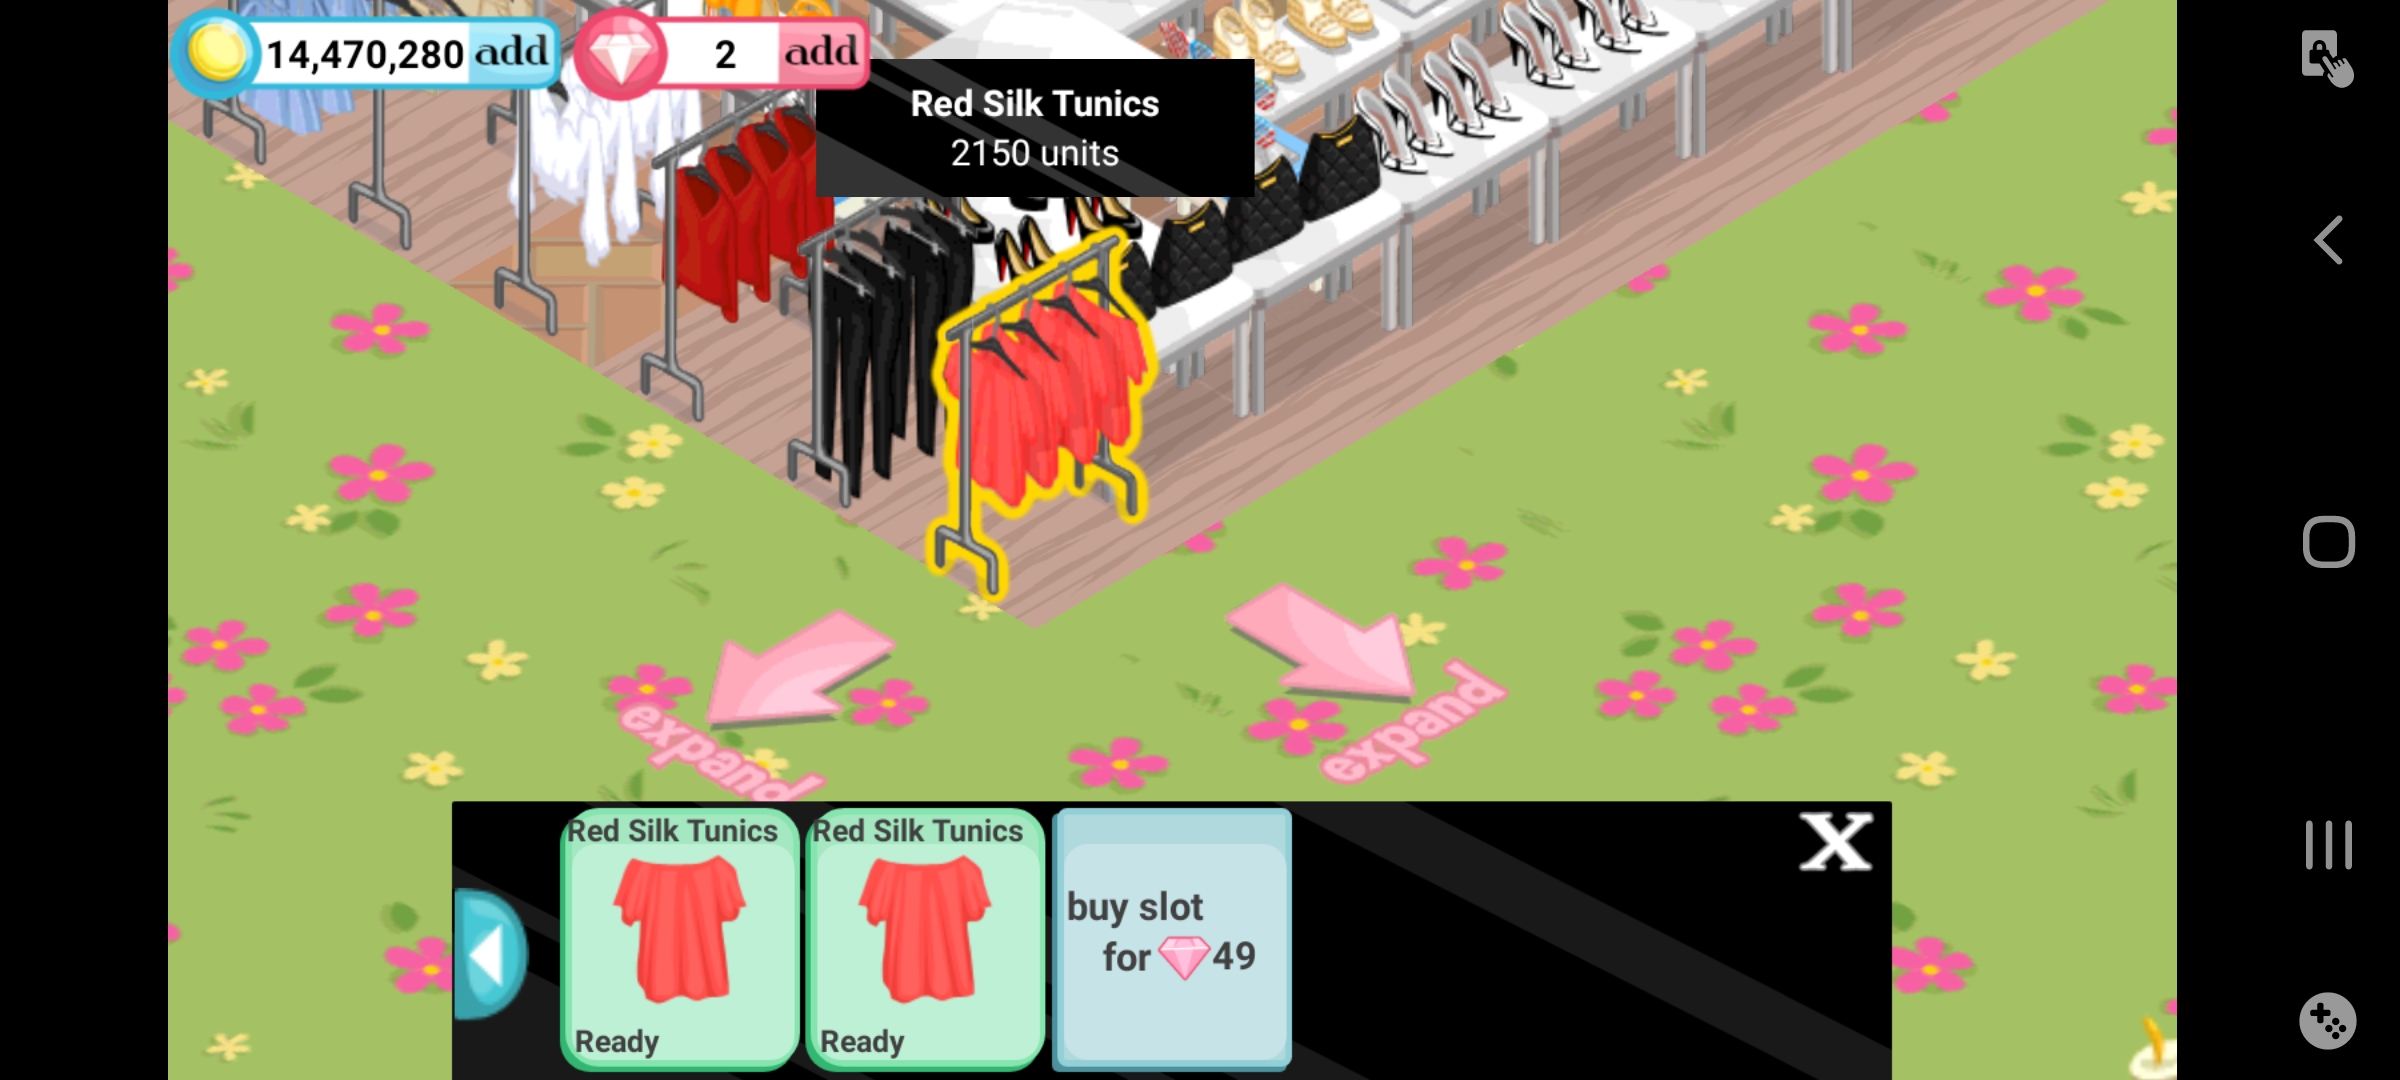 14,470,280 add
2 add
Red Silk Tunics
2150 units
expand
expand
Red Silk Tunics
Ready
Red Silk Tunics
Ready
buy slot
for 49
X